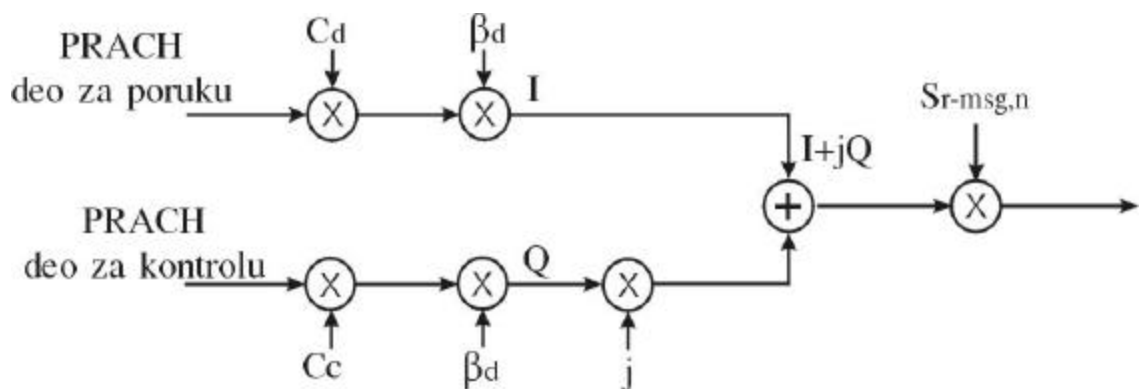 PRACH
deo za poruku
Cd
βd
I
I+jQ
Sr-msg,n
PRACH
deo za kontrolu
Q
Cc
βd
j